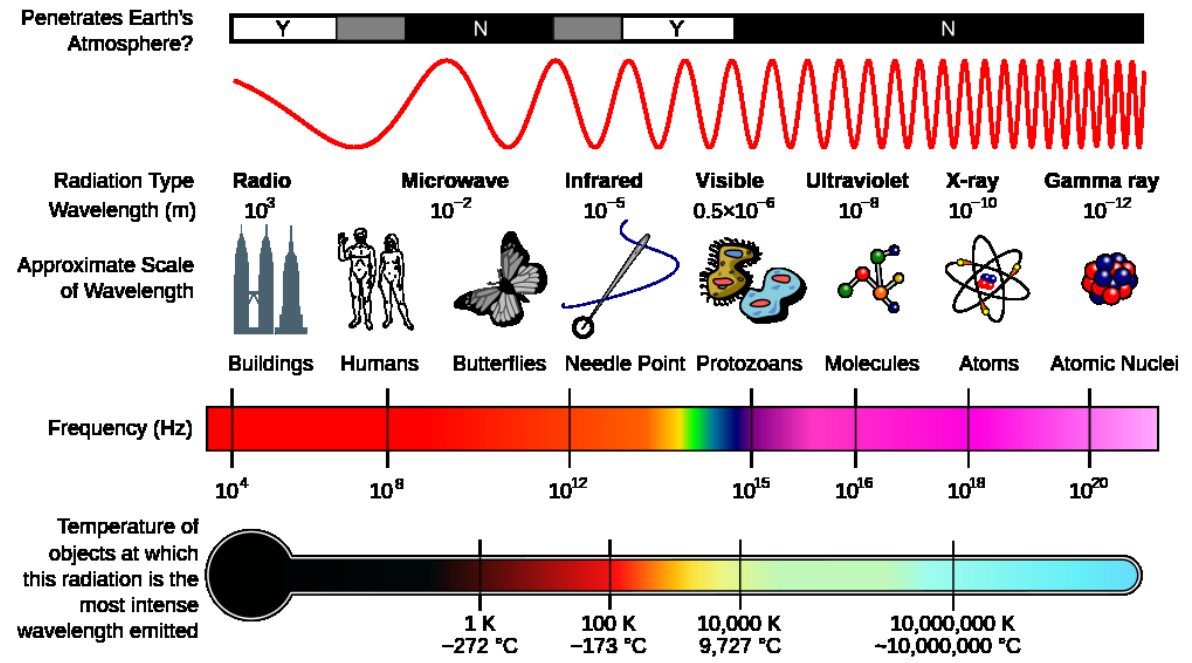 Penetrates Earth's
Atmosphere?
Y
N
Y
N
Radiation Type
Radio
Microwave
Infrared
Visible
Ultraviolet
X-ray
Gamma ray
Wavelength (m)
10³
10⁻²
10⁻⁵
0.5×10⁻⁶
10⁻⁸
10⁻¹⁰
10⁻¹²
Approximate Scale
of Wavelength
Buildings
Humans
Butterflies
Needle Point
Protozoans
Molecules
Atoms
Atomic Nuclei
Frequency (Hz)
10⁴
10⁸
10¹²
10¹⁵
10¹⁶
10¹⁸
10²⁰
Temperature of
objects at which
this radiation is the
most intense
wavelength emitted
1 K
−272 °C
100 K
−173 °C
10,000 K
9,727 °C
10,000,000 K
~10,000,000 °C